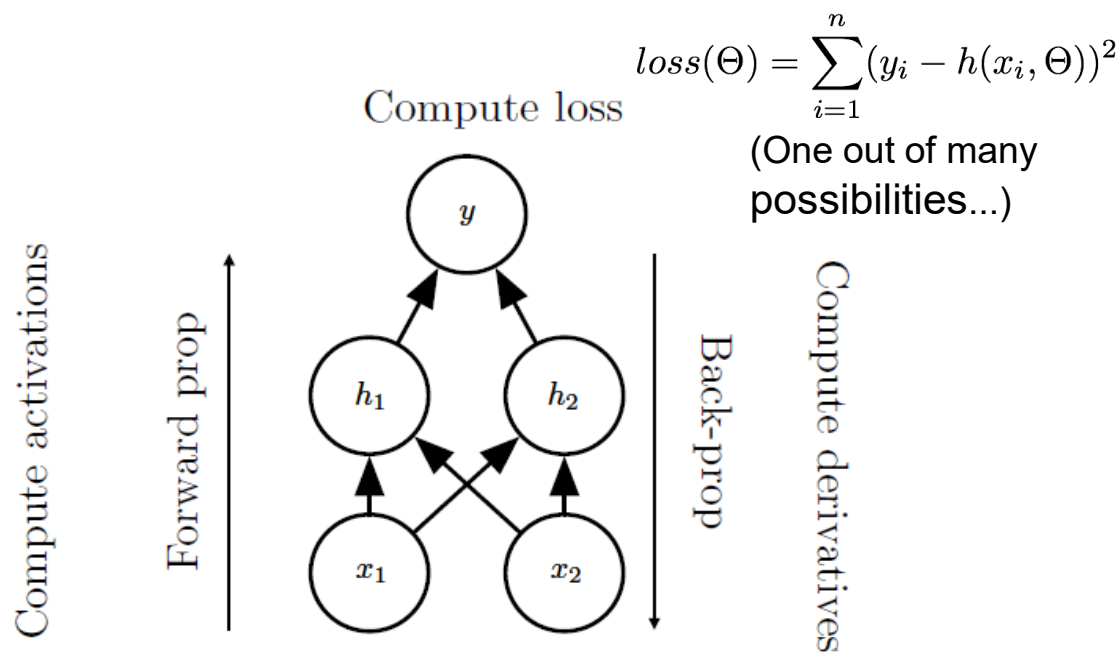 loss(Θ) = \sum_{i=1}^{n} (y_i − h(x_i, Θ))^2
Compute loss
(One out of many
possibilities...)
y
Compute activations
Forward prop
h_1
h_2
Back-prop
Compute derivatives
x_1
x_2